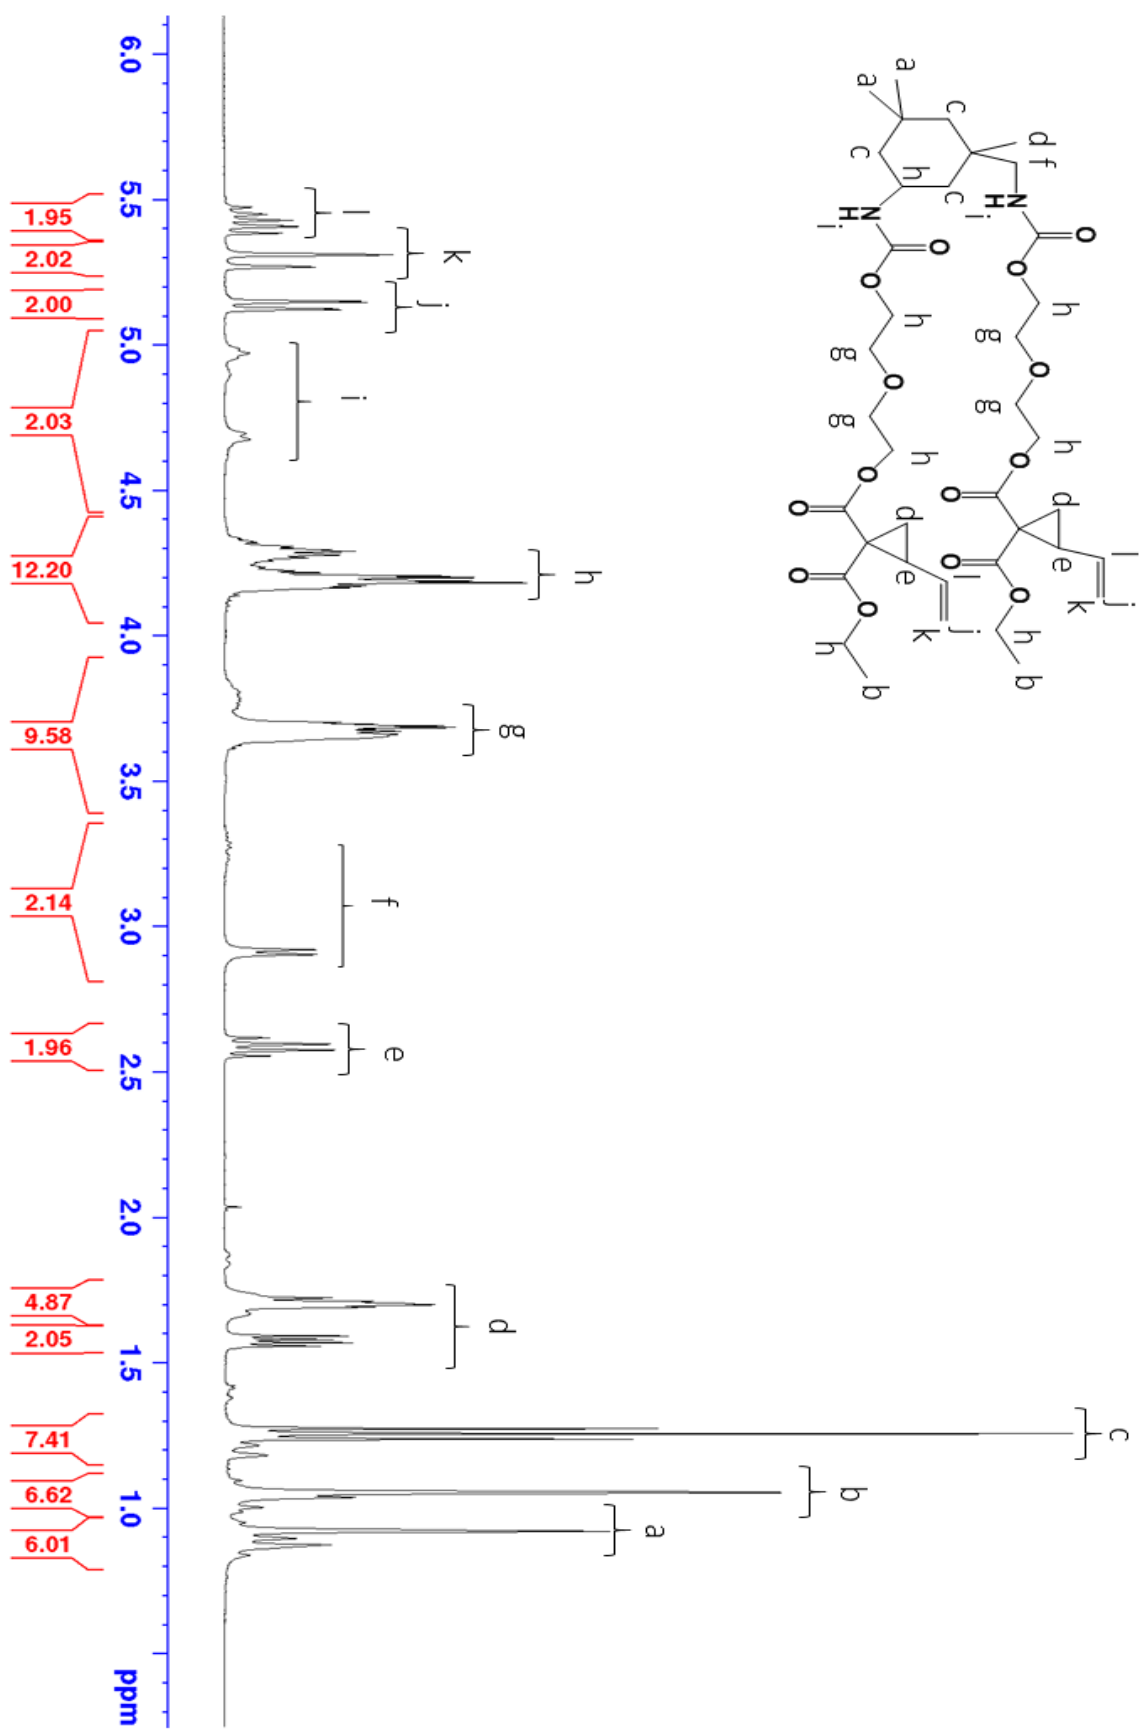 l j
O
h h k
d e
d f
O
N O h b
H O
i g g
c c O O
l j
O
k
h h h
a d
O e
c N O O O b
a H
g g
i h
O O
c
b
a
d
h
g
k
j
l
i
f
e
6.0 5.5 5.0 4.5 4.0 3.5 3.0 2.5 2.0 1.5 1.0 ppm
1.95 2.02 2.00 2.03 12.20 9.58 2.14 1.96 4.87 2.05 7.41 6.62 6.01